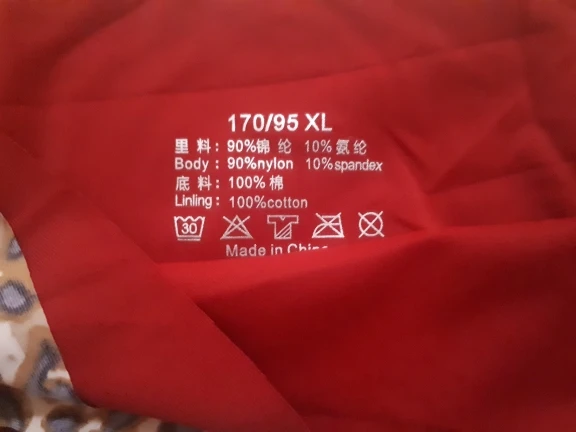 170/95 XL
里 料: 90%锦 纶 10% 氨 纶
Body: 90%nylon 10%spandex
底 料: 100% 棉
Linling: 100%cotton
30
Made in China